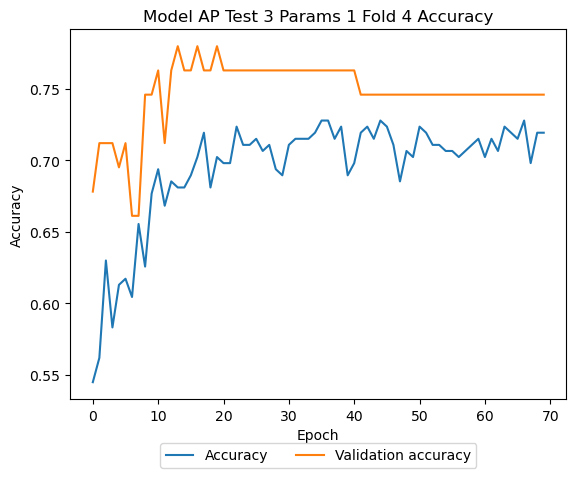 Model AP Test 3 Params 1 Fold 4 Accuracy
Accuracy
0.75
0.70
0.65
0.60
0.55
0 10 20 30 40 50 60 70
Epoch
Accuracy Validation accuracy